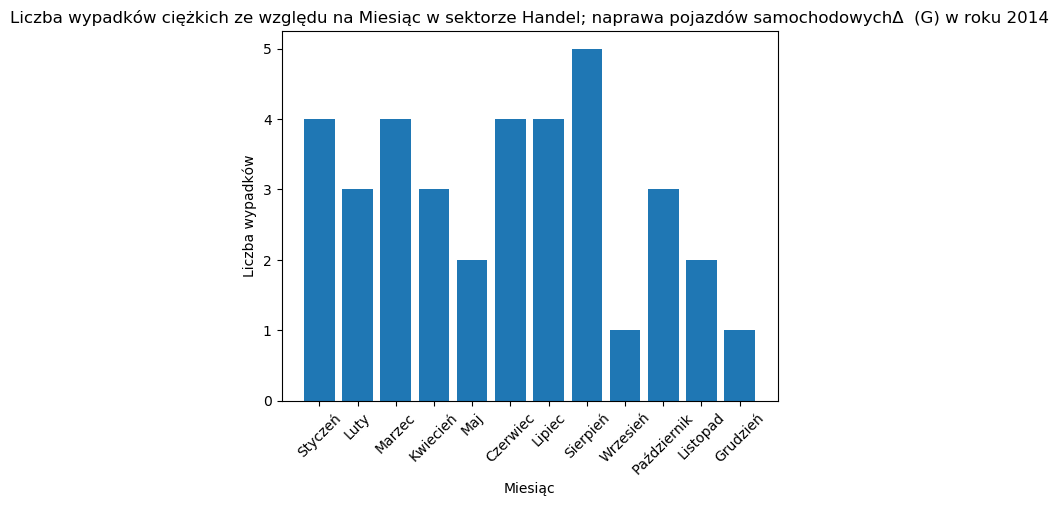 Liczba wypadków ciężkich ze względu na Miesiąc w sektorze Handel; naprawa pojazdów samochodowychΔ  (G) w roku 2014
Liczba wypadków
5
4
3
2
1
0
Styczeń
Luty
Marzec
Kwiecień
Maj
Czerwiec
Lipiec
Sierpień
Wrzesień
Październik
Listopad
Grudzień
Miesiąc